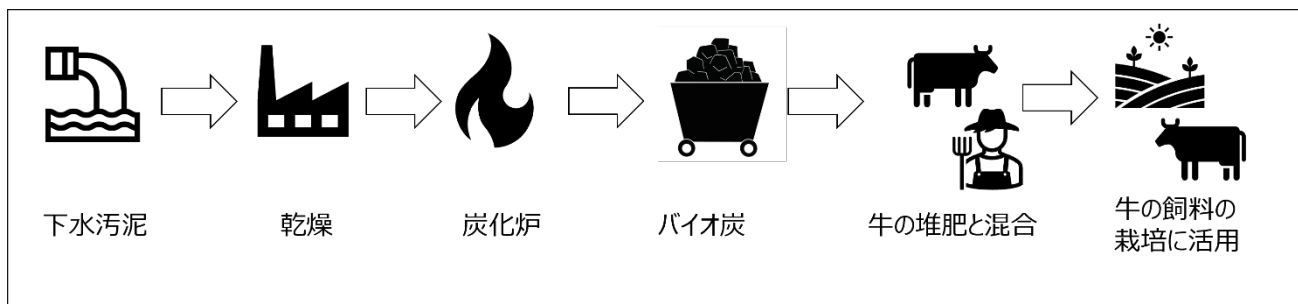 下水汚泥
乾燥
炭化炉
バイオ炭
牛の堆肥と混合
牛の飼料の
栽培に活用